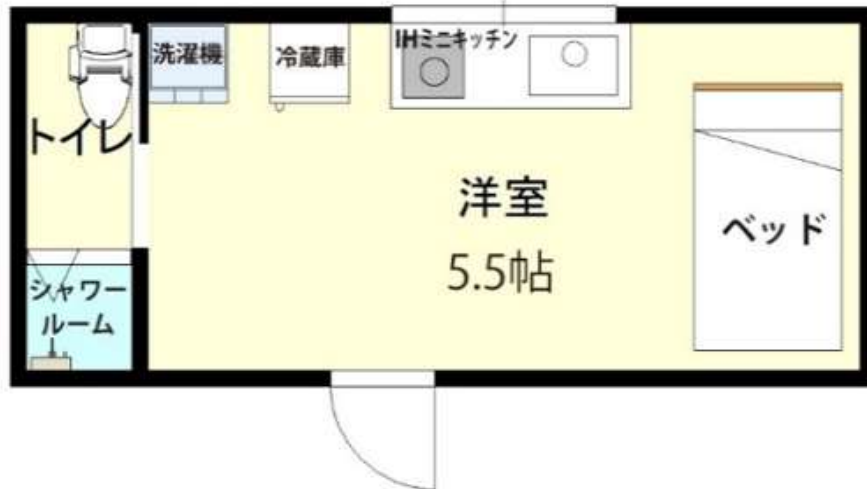 洗濯機
冷蔵庫
IHミニキッチン
トイレ
洋室
5.5帖
ベッド
シャワー
ルーム